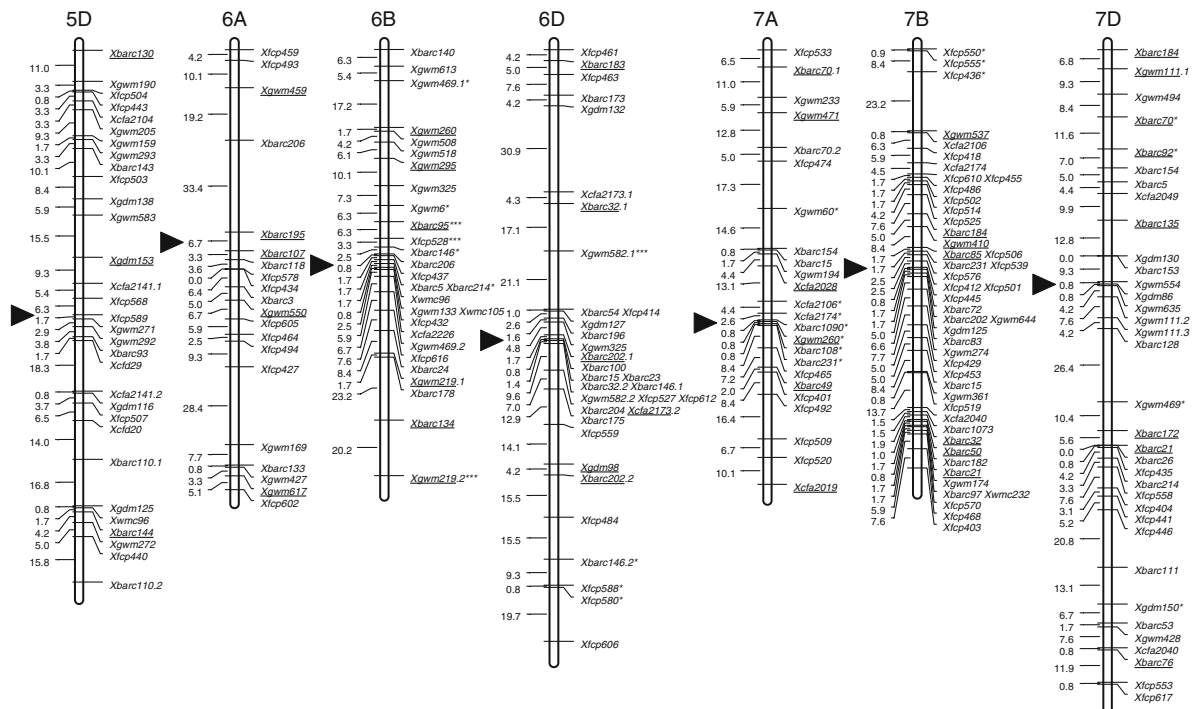 5D
11.0
3.3
0.8
3.3
3.3
9.3
1.7
3.3
10.1
8.4
5.9
15.5
9.3
5.4
6.3
1.7
2.9
3.8
1.7
18.3
0.8
3.7
6.5
14.0
16.8
0.8
1.7
4.2
5.0
15.8
Xbarc130
Xgwm190
Xfcp504
Xfcp443
Xcfa2104
Xgwm205
Xgwm159
Xgwm293
Xbarc143
Xfcp503
Xgdm138
Xgwm583
Xgdm153
Xcfa2141.1
Xfcp568
Xfcp589
Xgwm271
Xgwm292
Xbarc93
Xcfd29
Xcfa2141.2
Xgdm116
Xfcp507
Xcfd20
Xbarc110.1
Xgdm125
Xwmc96
Xbarc144
Xgwm272
Xfcp440
Xbarc110.2
6A
4.2
10.1
19.2
33.4
6.7
3.3
3.6
0.0
6.4
5.0
6.7
5.9
2.5
9.3
28.4
7.7
0.8
3.3
5.1
Xfcp459
Xfcp493
Xgwm459
Xbarc206
Xbarc195
Xbarc107
Xbarc118
Xfcp578
Xfcp434
Xbarc3
Xgwm550
Xfcp605
Xfcp464
Xfcp494
Xfcp427
Xgwm169
Xbarc133
Xgwm427
Xgwm617
Xfcp602
6B
6.3
5.4
17.2
1.7
4.2
6.1
10.1
7.3
6.3
6.3
3.3
2.5
0.8
1.7
1.7
1.7
0.8
2.5
5.9
6.7
7.6
8.4
1.7
23.2
20.2
Xbarc140
Xgwm613
Xgwm469.1*
Xgwm260
Xgwm508
Xgwm518
Xgwm295
Xgwm325
Xgwm6*
Xbarc95***
Xfcp528***
Xbarc146*
Xbarc206
Xfcp437
Xbarc5 Xbarc214*
Xwmc96
Xgwm133 Xwmc105
Xfcp432
Xcfa2226
Xgwm469.2
Xfcp616
Xbarc24
Xgwm219.1
Xbarc178
Xbarc134
Xgwm219.2***
6D
4.2
5.0
7.6
4.2
30.9
4.3
17.1
21.1
1.0
2.6
1.6
4.8
1.7
0.8
1.4
9.6
7.0
12.9
14.1
4.2
15.5
15.5
9.3
0.8
19.7
Xfcp461
Xbarc183
Xfcp463
Xbarc173
Xgdm132
Xcfa2173.1
Xbarc32.1
Xgwm582.1***
Xbarc54 Xfcp414
Xgdm127
Xbarc196
Xgwm325
Xbarc202.1
Xbarc100
Xbarc15 Xbarc23
Xbarc32.2 Xbarc146.1
Xgwm582.2 Xfcp527 Xfcp612
Xbarc204 Xcfa2173.2
Xbarc175
Xfcp559
Xgdm98
Xbarc202.2
Xfcp484
Xbarc146.2*
Xfcp588*
Xfcp580*
Xfcp606
7A
6.5
11.0
5.9
12.8
5.0
17.3
14.6
0.8
1.7
4.4
13.1
4.4
2.6
0.8
0.8
0.8
8.4
7.2
2.0
8.4
16.4
6.7
10.1
Xfcp533
Xbarc70.1
Xgwm233
Xgwm471
Xbarc70.2
Xfcp474
Xgwm60*
Xbarc154
Xbarc15
Xgwm194
Xcfa2028
Xcfa2106*
Xcfa2174*
Xbarc1090*
Xgwm260*
Xbarc108*
Xbarc231*
Xfcp465
Xbarc49
Xfcp401
Xfcp492
Xfcp509
Xfcp520
Xcfa2019
7B
0.9
8.4
23.2
0.8
6.3
5.9
4.5
1.7
1.7
1.7
4.2
7.6
5.0
8.4
1.7
1.7
2.5
2.5
0.8
1.7
1.7
5.0
6.6
7.7
5.0
5.0
0.8
13.7
1.5
1.5
1.9
1.0
1.7
0.8
1.7
1.7
5.9
7.6
Xfcp550*
Xfcp555*
Xfcp436*
Xgwm537
Xcfa2106
Xfcp418
Xcfa2174
Xfcp610 Xfcp455
Xfcp486
Xfcp502
Xfcp514
Xfcp525
Xbarc184
Xgwm410
Xbarc85 Xfcp506
Xbarc231 Xfcp539
Xfcp576
Xfcp412 Xfcp501
Xfcp445
Xbarc72
Xbarc202 Xgwm644
Xgdm125
Xbarc83
Xgwm274
Xfcp429
Xfcp453
Xbarc15
Xgwm361
Xfcp519
Xcfa2040
Xbarc1073
Xbarc32
Xbarc50
Xbarc182
Xbarc21
Xgwm174
Xbarc97 Xwmc232
Xfcp570
Xfcp468
Xfcp403
7D
6.8
9.3
8.4
11.6
7.0
5.0
4.4
9.9
12.8
0.0
9.3
0.8
0.8
4.2
7.6
4.2
26.4
10.4
5.6
0.0
0.8
4.2
3.3
7.6
3.1
5.2
20.8
13.1
6.7
1.7
7.6
0.8
11.9
0.8
Xbarc184
Xgwm111.1
Xgwm494
Xbarc70*
Xbarc92*
Xbarc154
Xbarc5
Xcfa2049
Xbarc135
Xgdm130
Xbarc153
Xgwm554
Xgdm86
Xgwm635
Xgwm111.2
Xgwm111.3
Xbarc128
Xgwm469*
Xbarc172
Xbarc21
Xbarc26
Xfcp435
Xbarc214
Xfcp558
Xfcp404
Xfcp441
Xfcp446
Xbarc111
Xgdm150*
Xbarc53
Xgwm428
Xcfa2040
Xbarc76
Xfcp553
Xfcp617